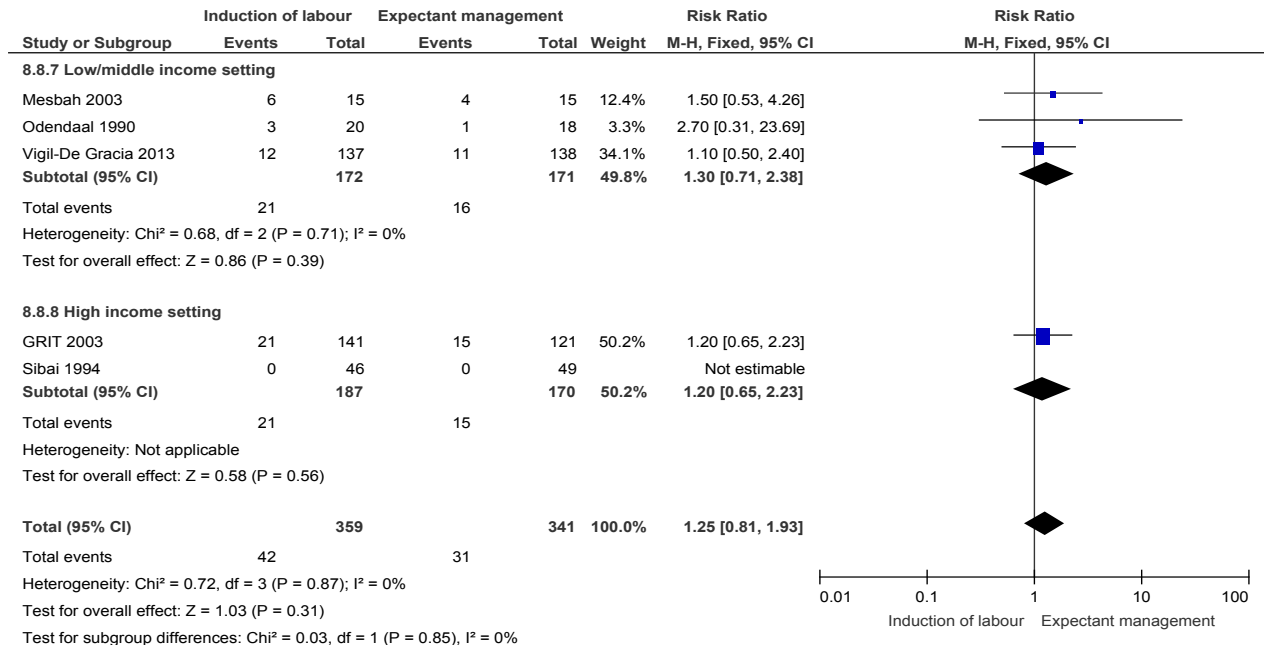 Induction of labour Expectant management Risk Ratio Risk Ratio
Study or Subgroup Events Total Events Total Weight M-H, Fixed, 95% CI M-H, Fixed, 95% CI
8.8.7 Low/middle income setting
Mesbah 2003 6 15 4 15 12.4% 1.50 [0.53, 4.26]
Odendaal 1990 3 20 1 18 3.3% 2.70 [0.31, 23.69]
Vigil-De Gracia 2013 12 137 11 138 34.1% 1.10 [0.50, 2.40]
Subtotal (95% CI) 172 171 49.8% 1.30 [0.71, 2.38]
Total events 21 16
Heterogeneity: Chi² = 0.68, df = 2 (P = 0.71); I² = 0%
Test for overall effect: Z = 0.86 (P = 0.39)
8.8.8 High income setting
GRIT 2003 21 141 15 121 50.2% 1.20 [0.65, 2.23]
Sibai 1994 0 46 0 49 Not estimable
Subtotal (95% CI) 187 170 50.2% 1.20 [0.65, 2.23]
Total events 21 15
Heterogeneity: Not applicable
Test for overall effect: Z = 0.58 (P = 0.56)
Total (95% CI) 359 341 100.0% 1.25 [0.81, 1.93]
Total events 42 31
Heterogeneity: Chi² = 0.72, df = 3 (P = 0.87); I² = 0%
Test for overall effect: Z = 1.03 (P = 0.31)
Test for subgroup differences: Chi² = 0.03, df = 1 (P = 0.85), I² = 0%
0.01 0.1 1 10 100
Induction of labour Expectant management